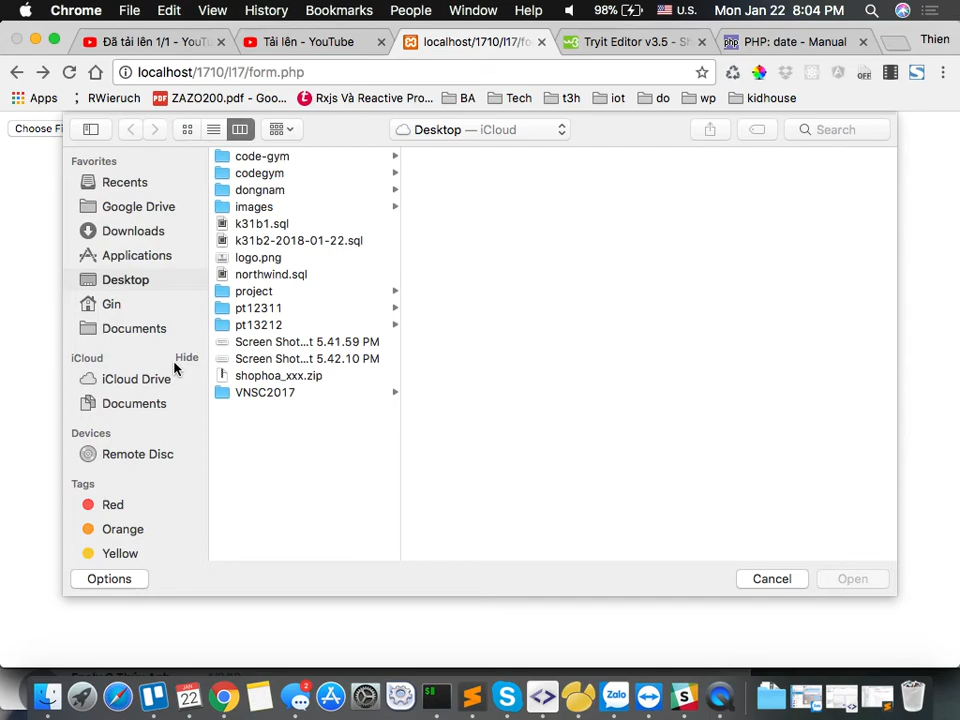 Chrome File Edit View History Bookmarks People Window Help 98% U.S. Mon Jan 22 8:04 PM
Đã tải lên 1/1 - YouTu Tải lên - YouTube localhost/1710/l17/fo Tryit Editor v3.5 - Sh PHP: date - Manual Thien
localhost/1710/l17/form.php
Apps RWieruch ZAZO200.pdf - Goo... Rxjs Và Reactive Pro... BA Tech t3h iot do wp kidhouse
Choose Fi
Desktop — iCloud
Search
Favorites
Recents
Google Drive
Downloads
Applications
Desktop
Gin
Documents
iCloud Hide
iCloud Drive
Documents
Devices
Remote Disc
Tags
Red
Orange
Yellow
code-gym
codegym
dongnam
images
k31b1.sql
k31b2-2018-01-22.sql
logo.png
northwind.sql
project
pt12311
pt13212
Screen Shot...t 5.41.59 PM
Screen Shot...t 5.42.10 PM
shophoa_xxx.zip
VNSC2017
Options Cancel Open
22 2 Zalo